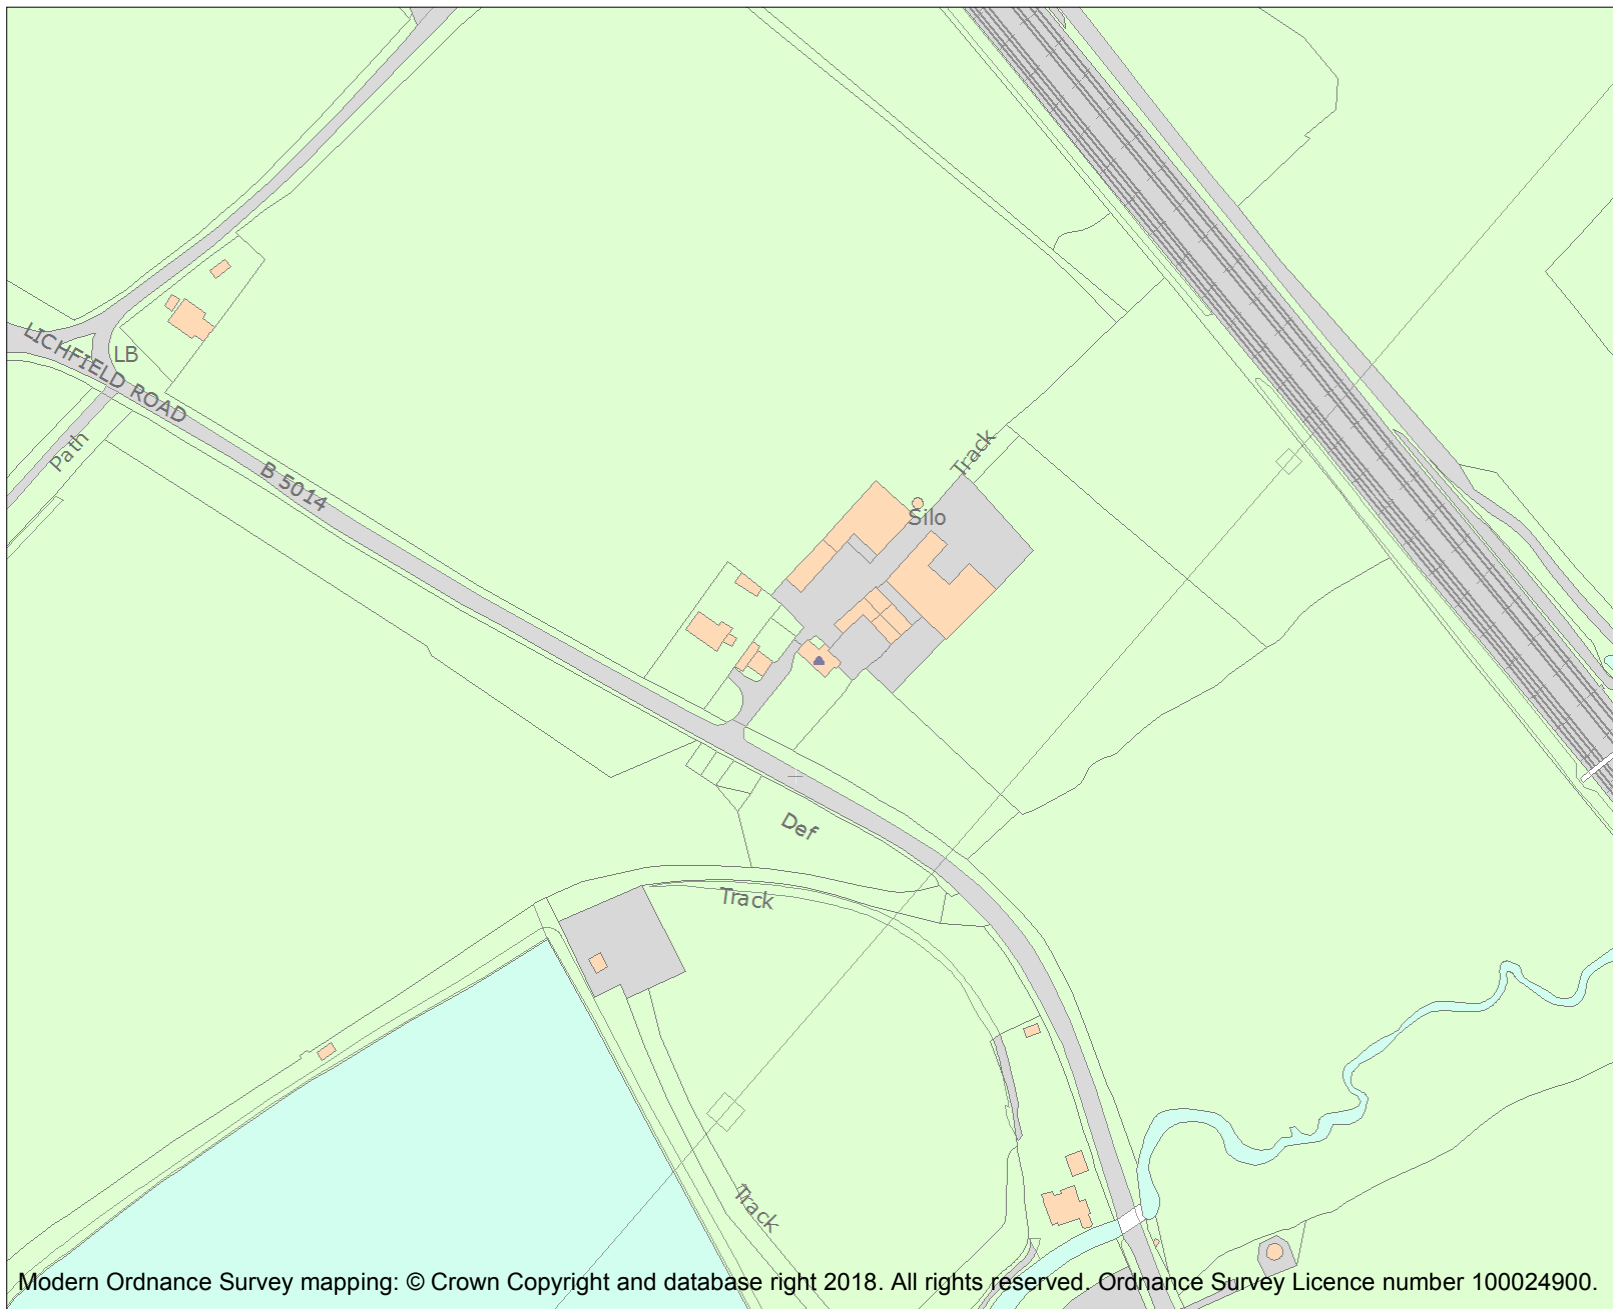 LB
LICHFIELD ROAD
Path
B 5014
Track
Silo
Def
Track
Track
Modern Ordnance Survey mapping: © Crown Copyright and database right 2018. All rights reserved. Ordnance Survey Licence number 100024900.